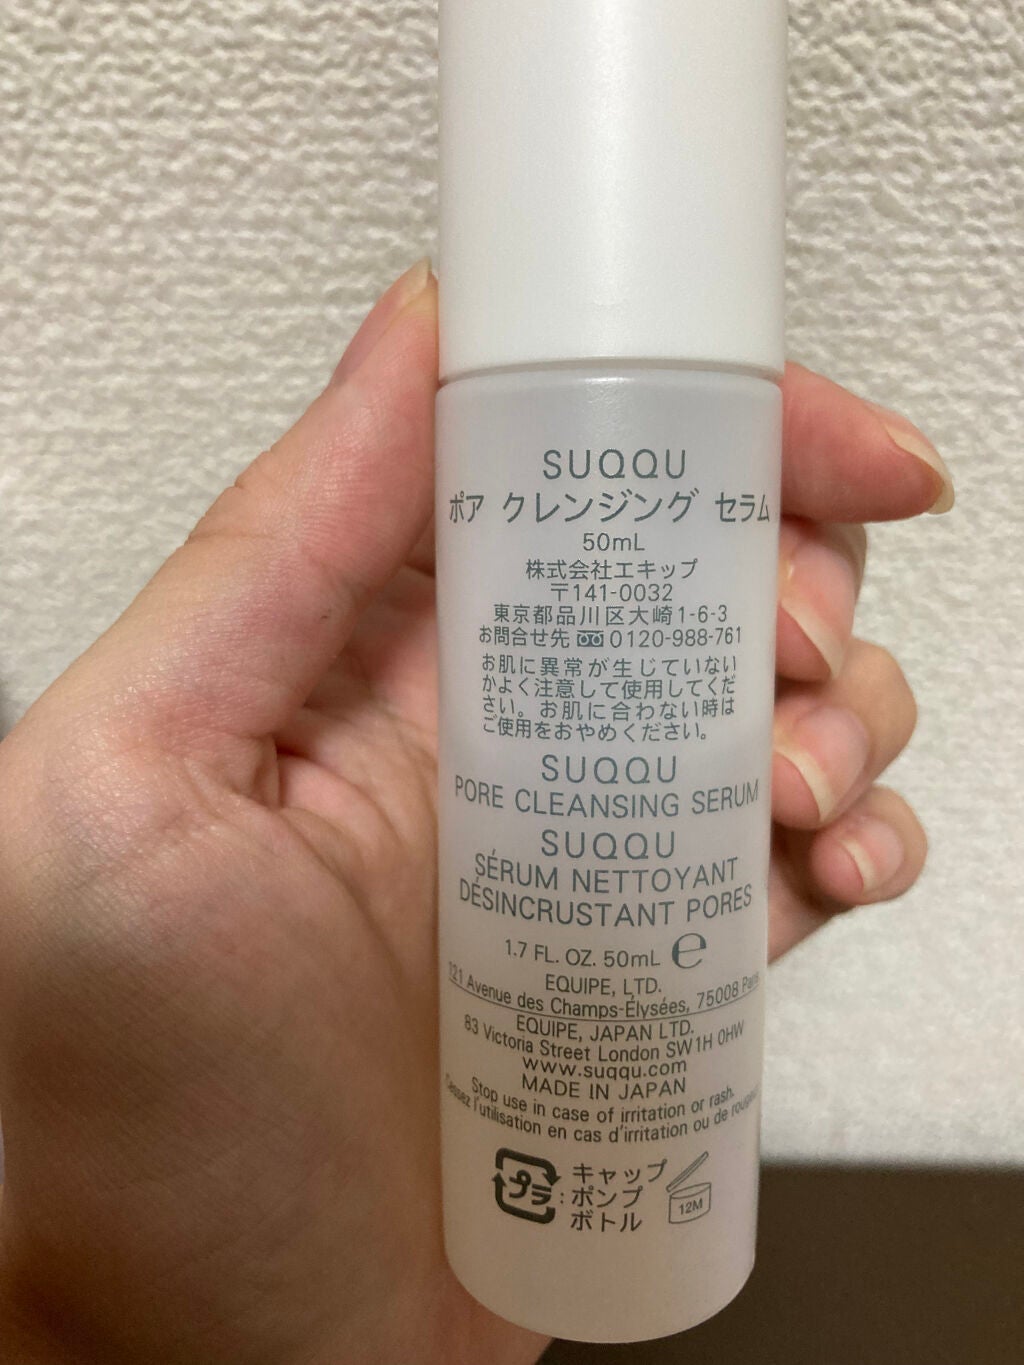 SUQQU
ポア クレンジング セラム
50mL
株式会社エキップ
〒141-0032
東京都品川区大崎1-6-3
お問合せ先 0120-988-761
お肌に異常が生じていない
かよく注意して使用してくだ
さい。お肌に合わない時は
ご使用をおやめください。
SUQQU
PORE CLEANSING SERUM
SUQQU
SÉRUM NETTOYANT
DÉSINCRUSTANT PORES
1.7 FL. OZ. 50mL ℮
EQUIPE, LTD.
121 Avenue des Champs-Élysées, 75008 Paris
EQUIPE, JAPAN LTD.
83 Victoria Street London SW1H 0HW
www.suqqu.com
MADE IN JAPAN
Stop use in case of irritation or rash.
Cessez l'utilisation en cas d'irritation ou de
プラ : キャップ
ポンプ
ボトル
12M